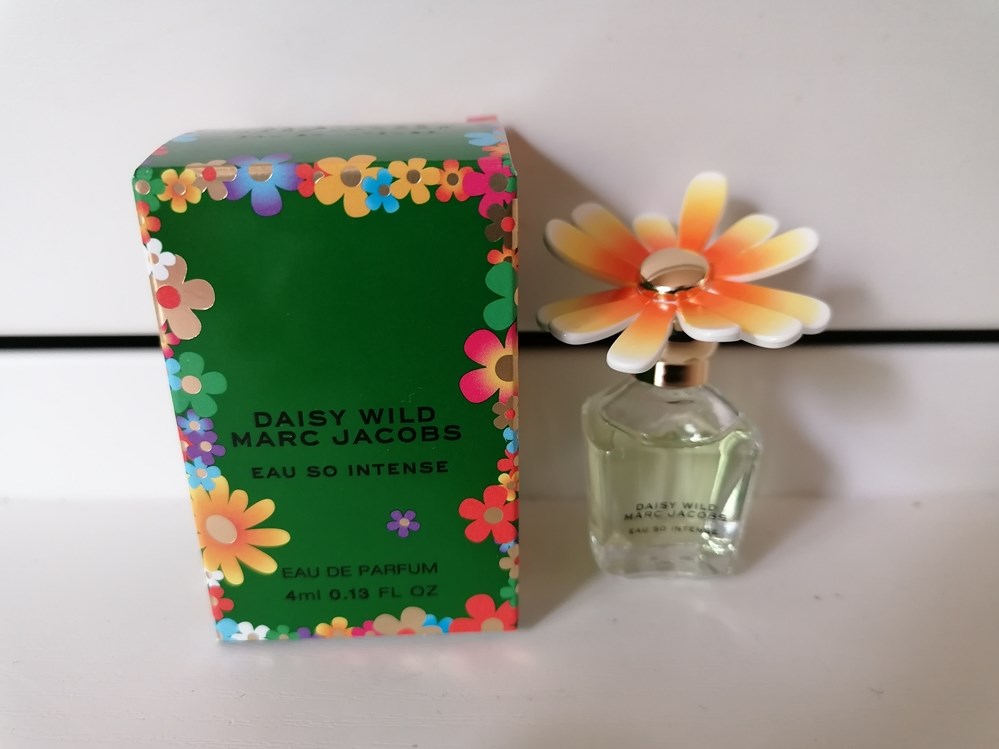 DAISY WILD
MARC JACOBS
EAU SO INTENSE
EAU DE PARFUM
4ml 0.13 FL OZ
DAISY WILD
MARC JACOBS
EAU SO INTENSE